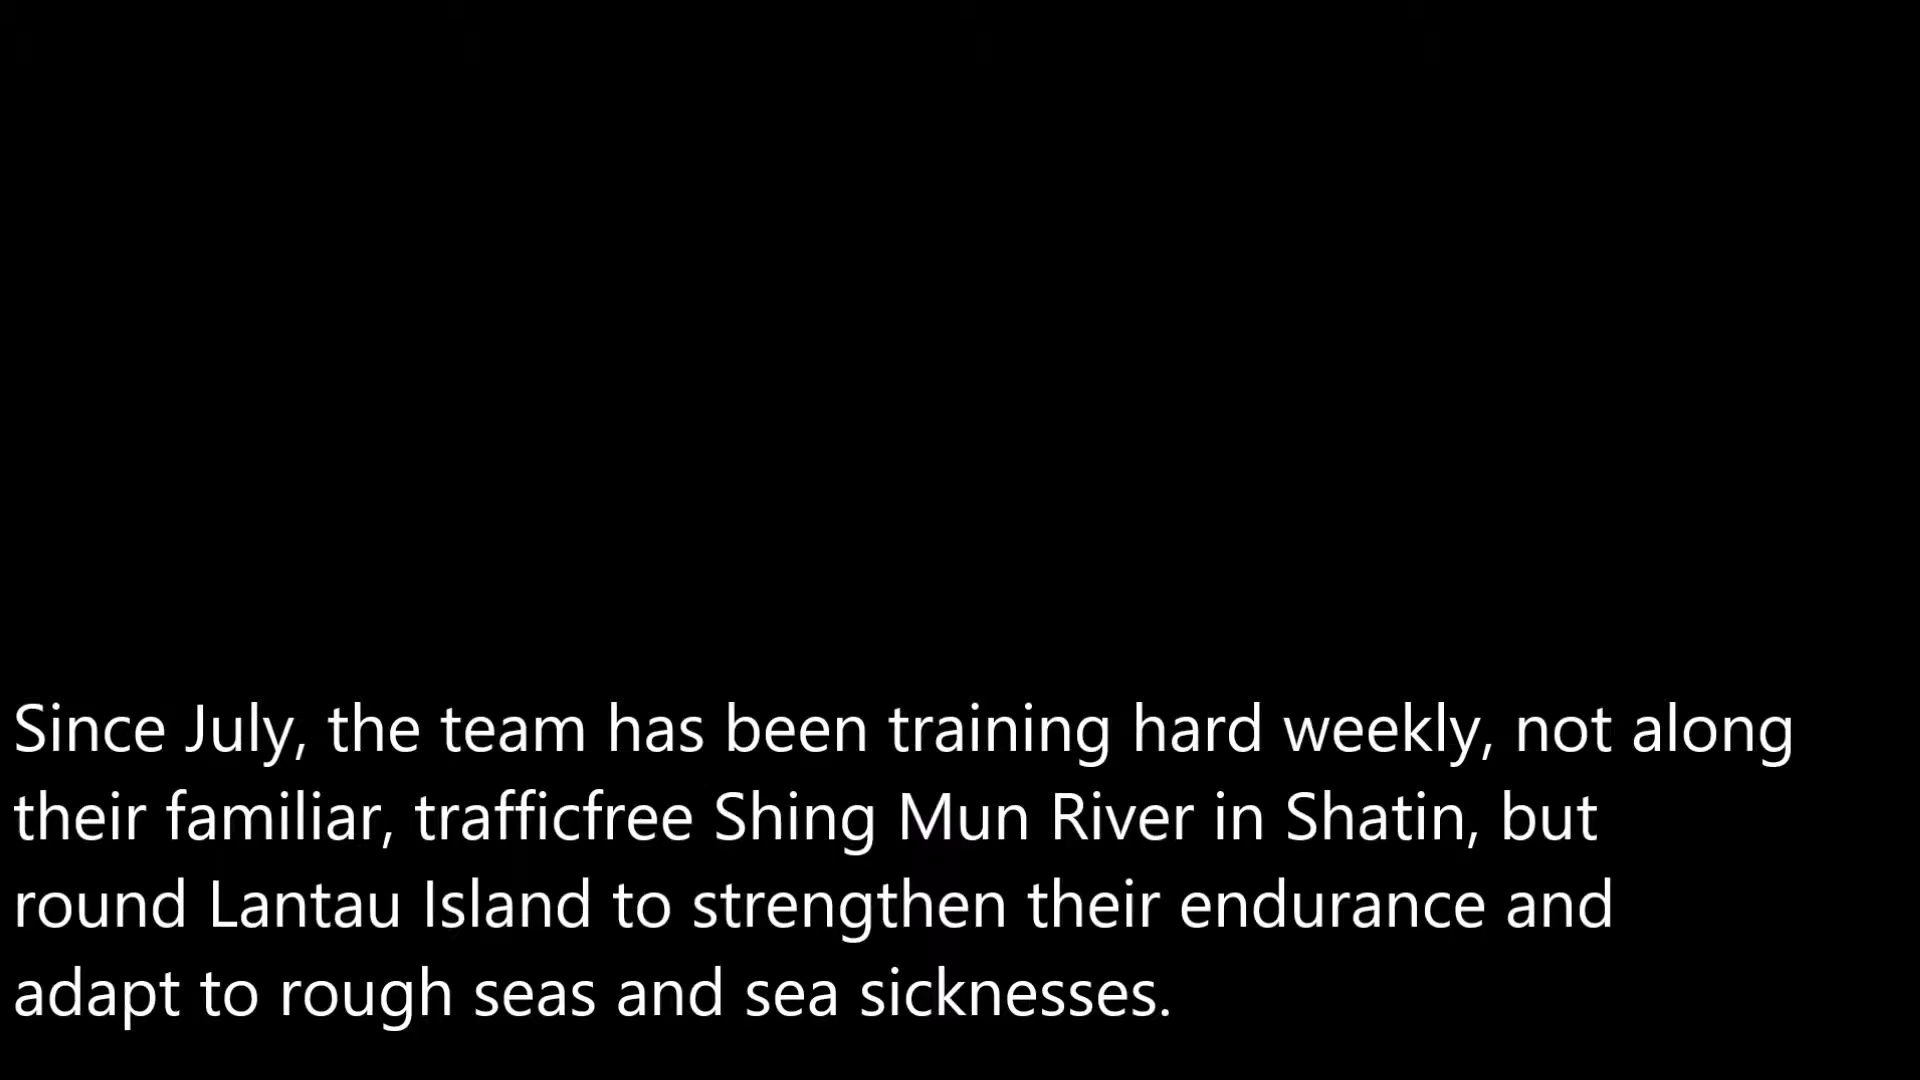 Since July, the team has been training hard weekly, not along
their familiar, trafficfree Shing Mun River in Shatin, but
round Lantau Island to strengthen their endurance and
adapt to rough seas and sea sicknesses.